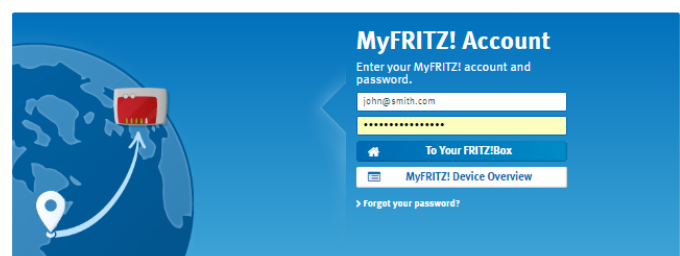 MyFRITZ! Account
Enter your MyFRITZ! account and
password.
john@smith.com
••••••••••••••••
To Your FRITZ!Box
MyFRITZ! Device Overview
Forgot your password?